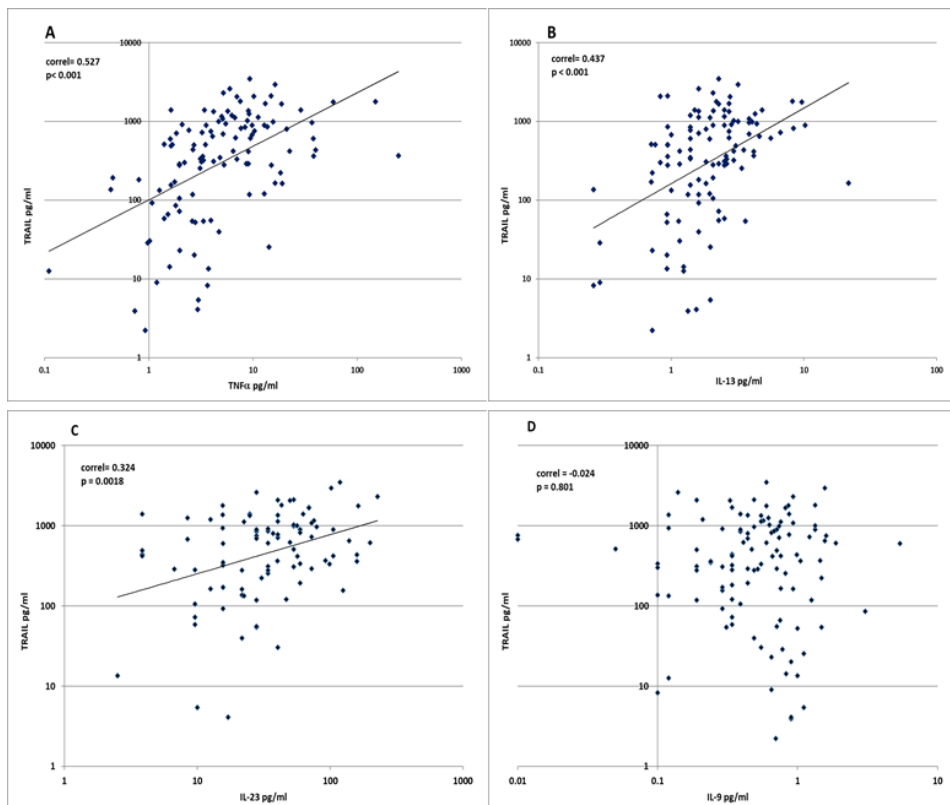 A
correl= 0.527
p< 0.001
10000
1000
100
10
1
0.1
1
10
100
1000
TRAIL pg/ml
TNFα pg/ml
B
correl= 0.437
p < 0.001
10000
1000
100
10
1
0.1
1
10
100
TRAIL pg/ml
IL-13 pg/ml
C
correl= 0.324
p = 0.0018
10000
1000
100
10
1
1
10
100
1000
TRAIL pg/ml
IL-23 pg/ml
D
correl = -0.024
p = 0.801
10000
1000
100
10
1
0.01
0.1
1
10
TRAIL pg/ml
IL-9 pg/ml